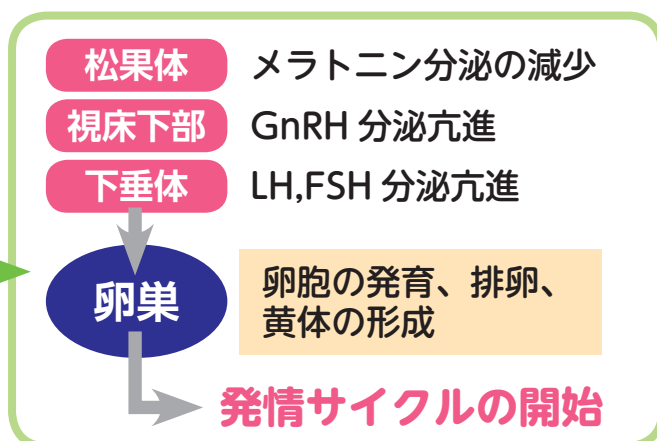 松果体 メラトニン分泌の減少
視床下部 GnRH 分泌亢進
下垂体 LH,FSH 分泌亢進
卵巣
卵胞の発育、排卵、
黄体の形成
発情サイクルの開始